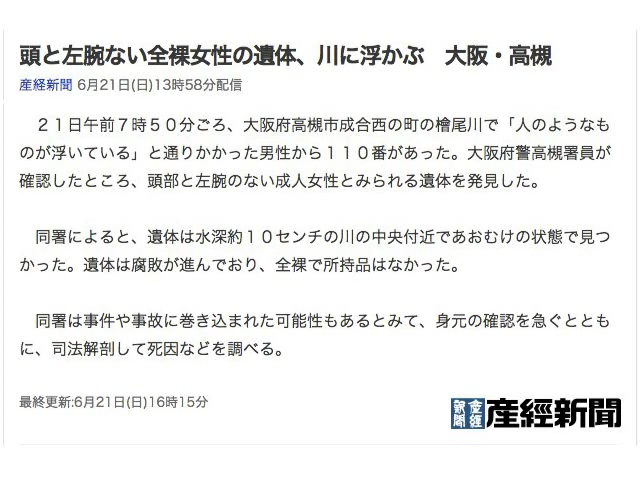 頭と左腕ない全裸女性の遺体、川に浮かぶ　大阪・高槻
産経新聞 6月21日(日)13時58分配信
　２１日午前７時５０分ごろ、大阪府高槻市成合西の町の檜尾川で「人のようなも
のが浮いている」と通りかかった男性から１１０番があった。大阪府警高槻署員が
確認したところ、頭部と左腕のない成人女性とみられる遺体を発見した。
　同署によると、遺体は水深約１０センチの川の中央付近であおむけの状態で見つ
かった。遺体は腐敗が進んでおり、全裸で所持品はなかった。
　同署は事件や事故に巻き込まれた可能性もあるとみて、身元の確認を急ぐととも
に、司法解剖して死因などを調べる。
最終更新:6月21日(日)16時15分
産經新聞 産經新聞